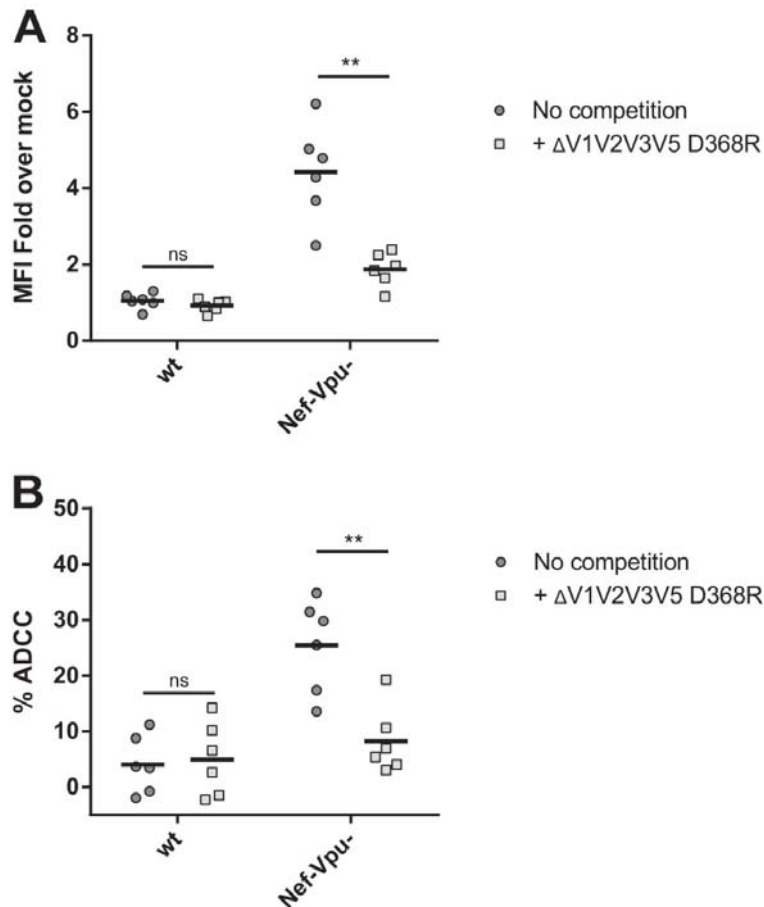 A
MFI Fold over mock
8
6
4
2
0
ns
**
wt
Nef-Vpu-
No competition
+ ΔV1V2V3V5 D368R
B
% ADCC
50
40
30
20
10
0
ns
**
wt
Nef-Vpu-
No competition
+ ΔV1V2V3V5 D368R